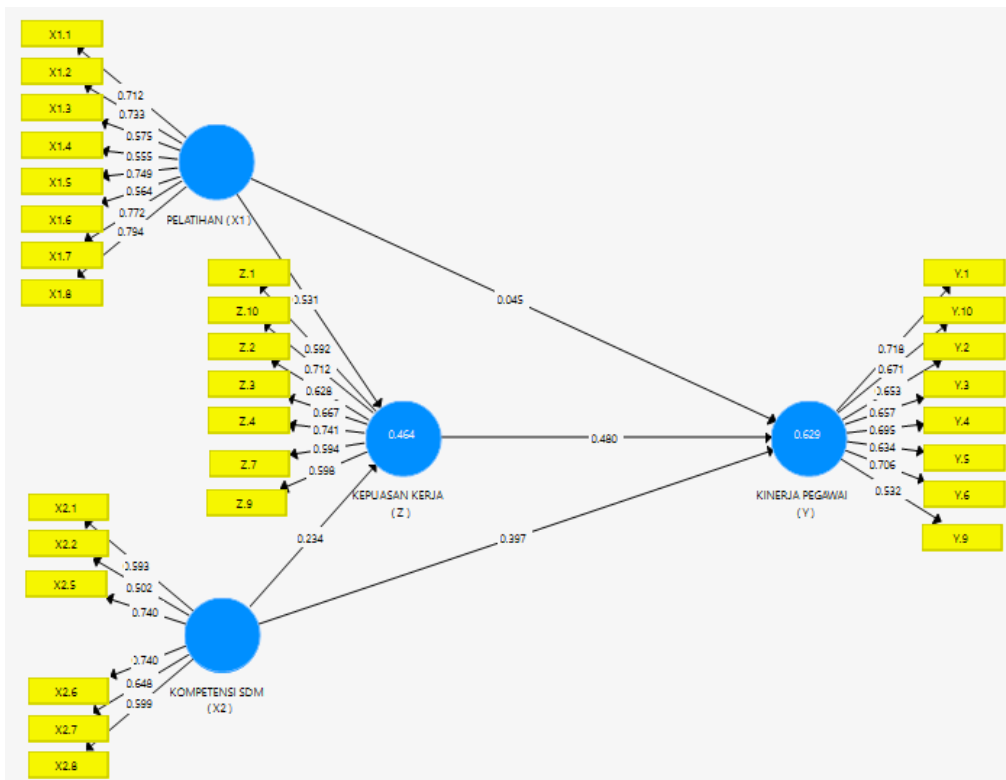 X1.1
X1.2
X1.3
X1.4
X1.5
X1.6
X1.7
X1.8
0.712
0.733
0.575
0.555
0.749
0.564
0.772
0.794
PELATIHAN (X1)
0.531
0.045
Z.1
Z.10
Z.2
Z.3
Z.4
Z.7
Z.9
0.592
0.712
0.628
0.667
0.741
0.594
0.598
0.464
KEPUASAN KERJA
(Z)
0.480
0.234
0.397
0.629
KINERJA PEGAWAI
(Y)
0.718
0.671
0.653
0.657
0.695
0.634
0.706
0.532
Y.1
Y.10
Y.2
Y.3
Y.4
Y.5
Y.6
Y.9
X2.1
X2.2
X2.5
0.593
0.502
0.740
0.740
0.648
0.599
KOMPETENSI SDM
(X2)
X2.6
X2.7
X2.8